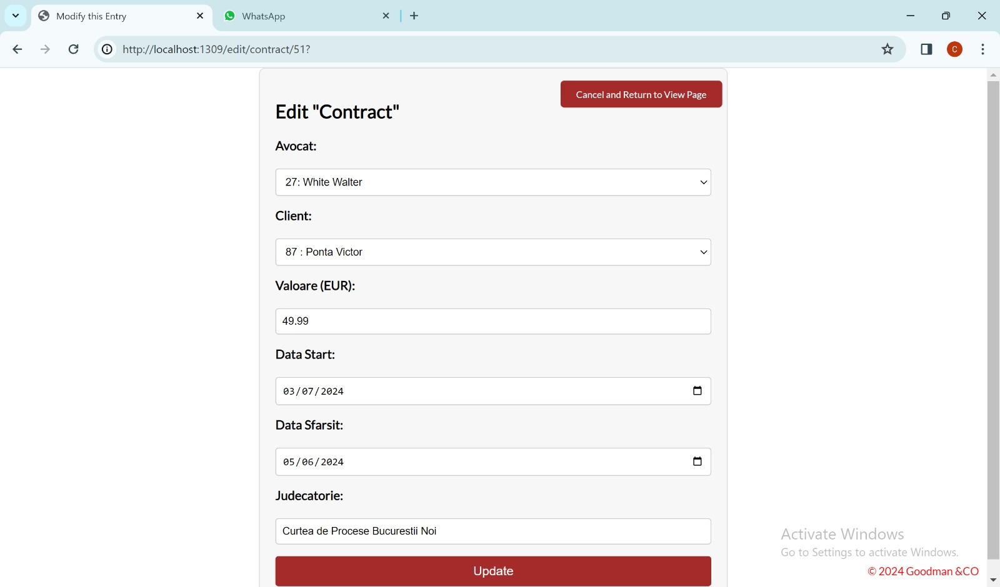 Modify this Entry
WhatsApp
http://localhost:1309/edit/contract/51?
C
Cancel and Return to View Page
Edit "Contract"
Avocat:
27: White Walter
Client:
87 : Ponta Victor
Valoare (EUR):
49.99
Data Start:
03/07/2024
Data Sfarsit:
05/06/2024
Judecatorie:
Curtea de Procese Bucurestii Noi
Update
Activate Windows
Go to Settings to activate Windows.
© 2024 Goodman &CO